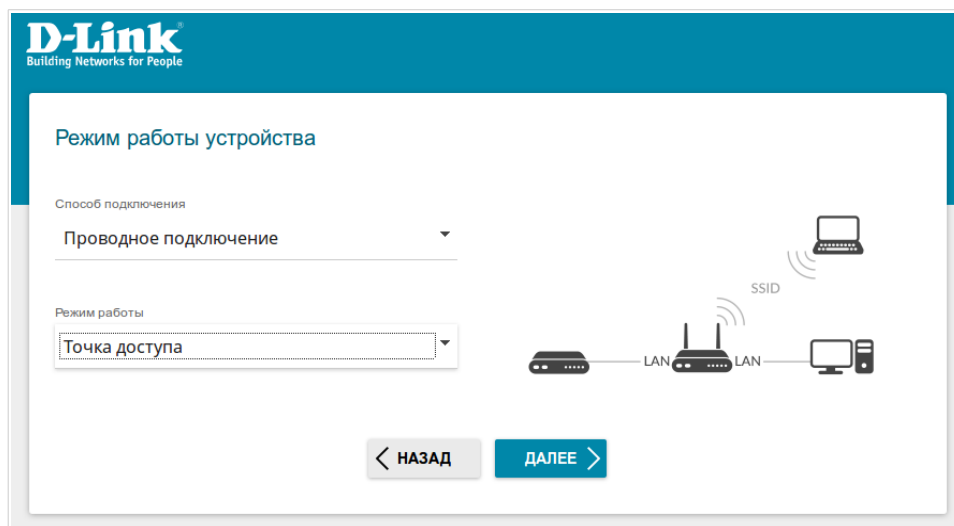 D-Link
Building Networks for People
Режим работы устройства
Способ подключения
Проводное подключение
SSID
Режим работы
Точка доступа
LAN
LAN
НАЗАД
ДАЛЕЕ